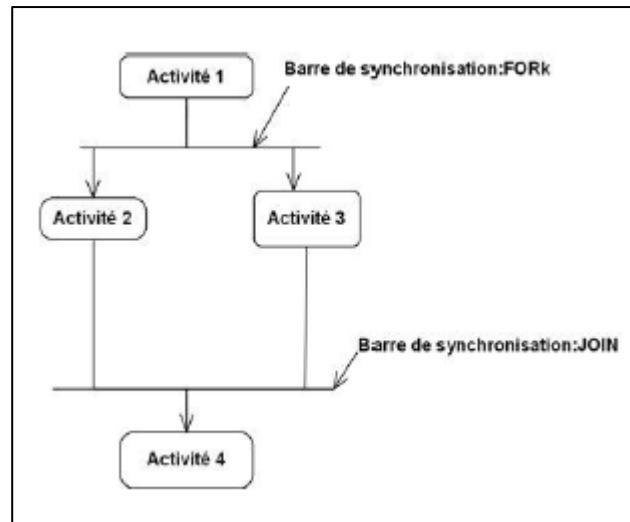 Activité 1
Barre de synchronisation:FORk
Activité 2
Activité 3
Barre de synchronisation:JOIN
Activité 4